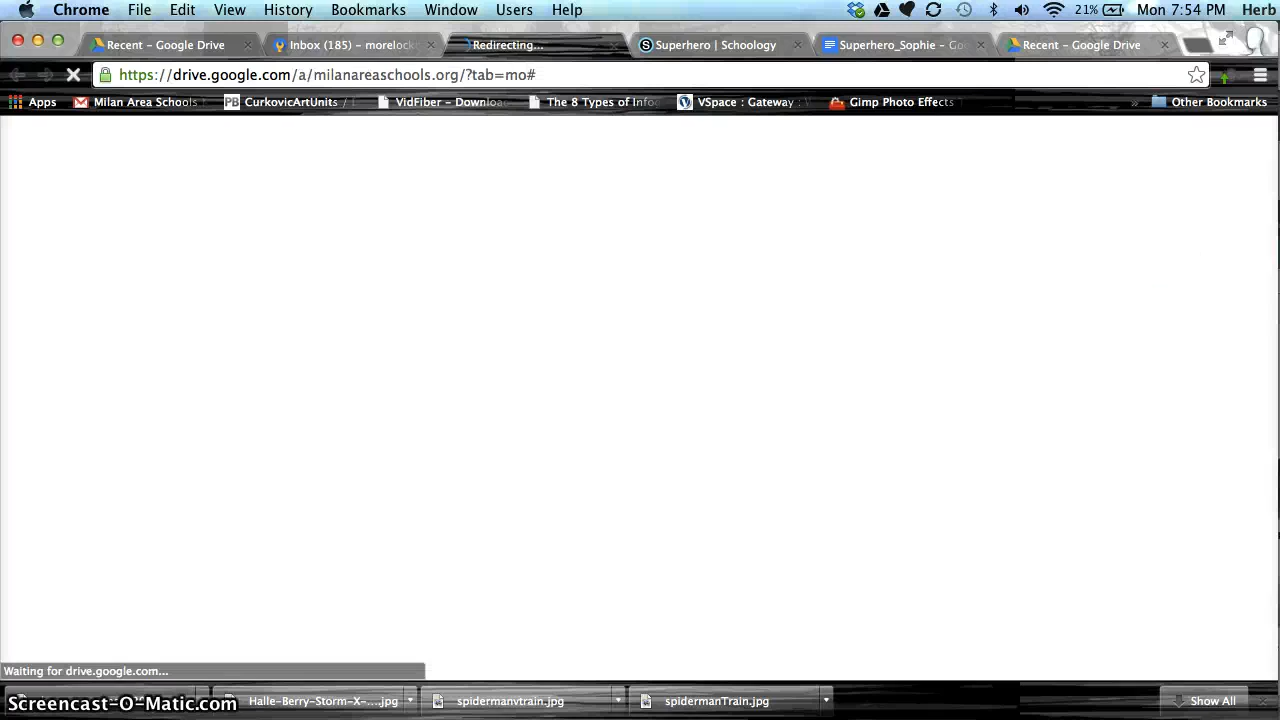 Chrome File Edit View History Bookmarks Window Users Help 21% Mon 7:54 PM Herb
Recent – Google Drive Inbox (185) – morelock Redirecting... Superhero | Schoology Superhero_Sophie – Go Recent – Google Drive
https://drive.google.com/a/milanareaschools.org/?tab=mo#
Apps Milan Area Schools PB CurkovicArtUnits / VidFiber – Downloa The 8 Types of Info VSpace : Gateway : Gimp Photo Effects » Other Bookmarks
Waiting for drive.google.com...
Screencast-O-Matic.com Halle-Berry-Storm-X-....jpg spidermanvtrain.jpg spidermanTrain.jpg Show All